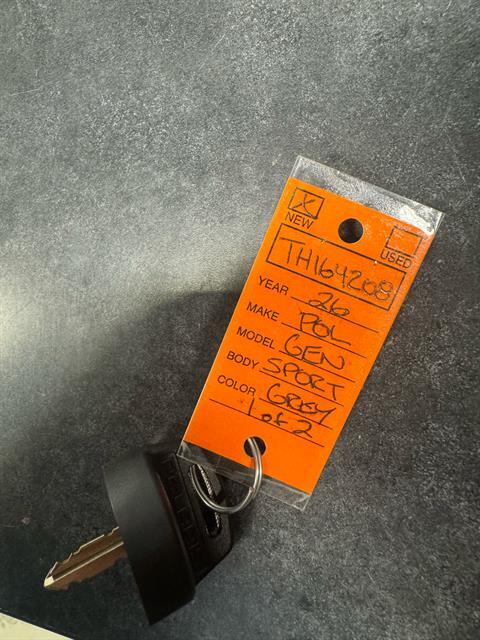 X
NEW
USED
TH164208
YEAR 26
MAKE POL
MODEL GEN
BODY SPORT
COLOR GREY
1 of 2